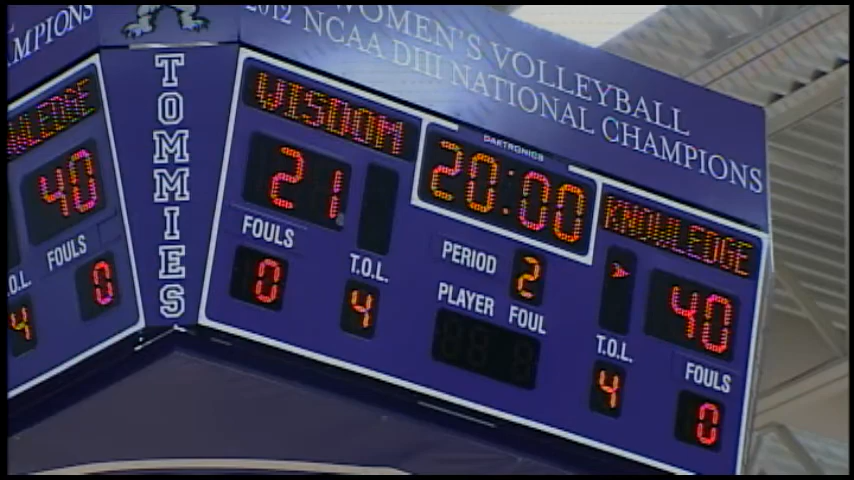 WOMEN'S VOLLEYBALL
2012 NCAA DIII NATIONAL CHAMPIONS
TOMMIES
40
FOULS
0
4
WISDOM
21
FOULS
0
T.O.L.
4
DAKTRONICS
20:00
PERIOD 2
PLAYER FOUL
KNOWLEDGE
40
T.O.L.
4
FOULS
0